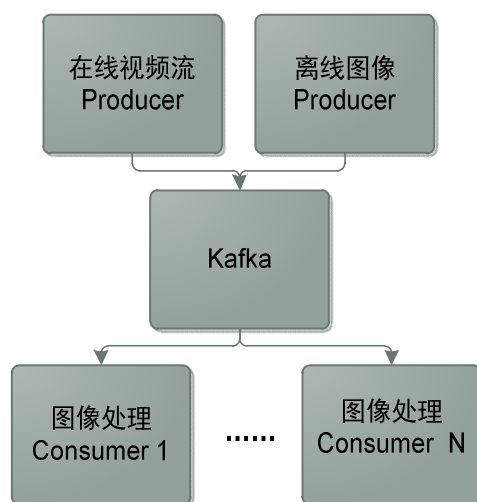 在线视频流
Producer
离线图像
Producer
Kafka
图像处理
Consumer 1
......
图像处理
Consumer N